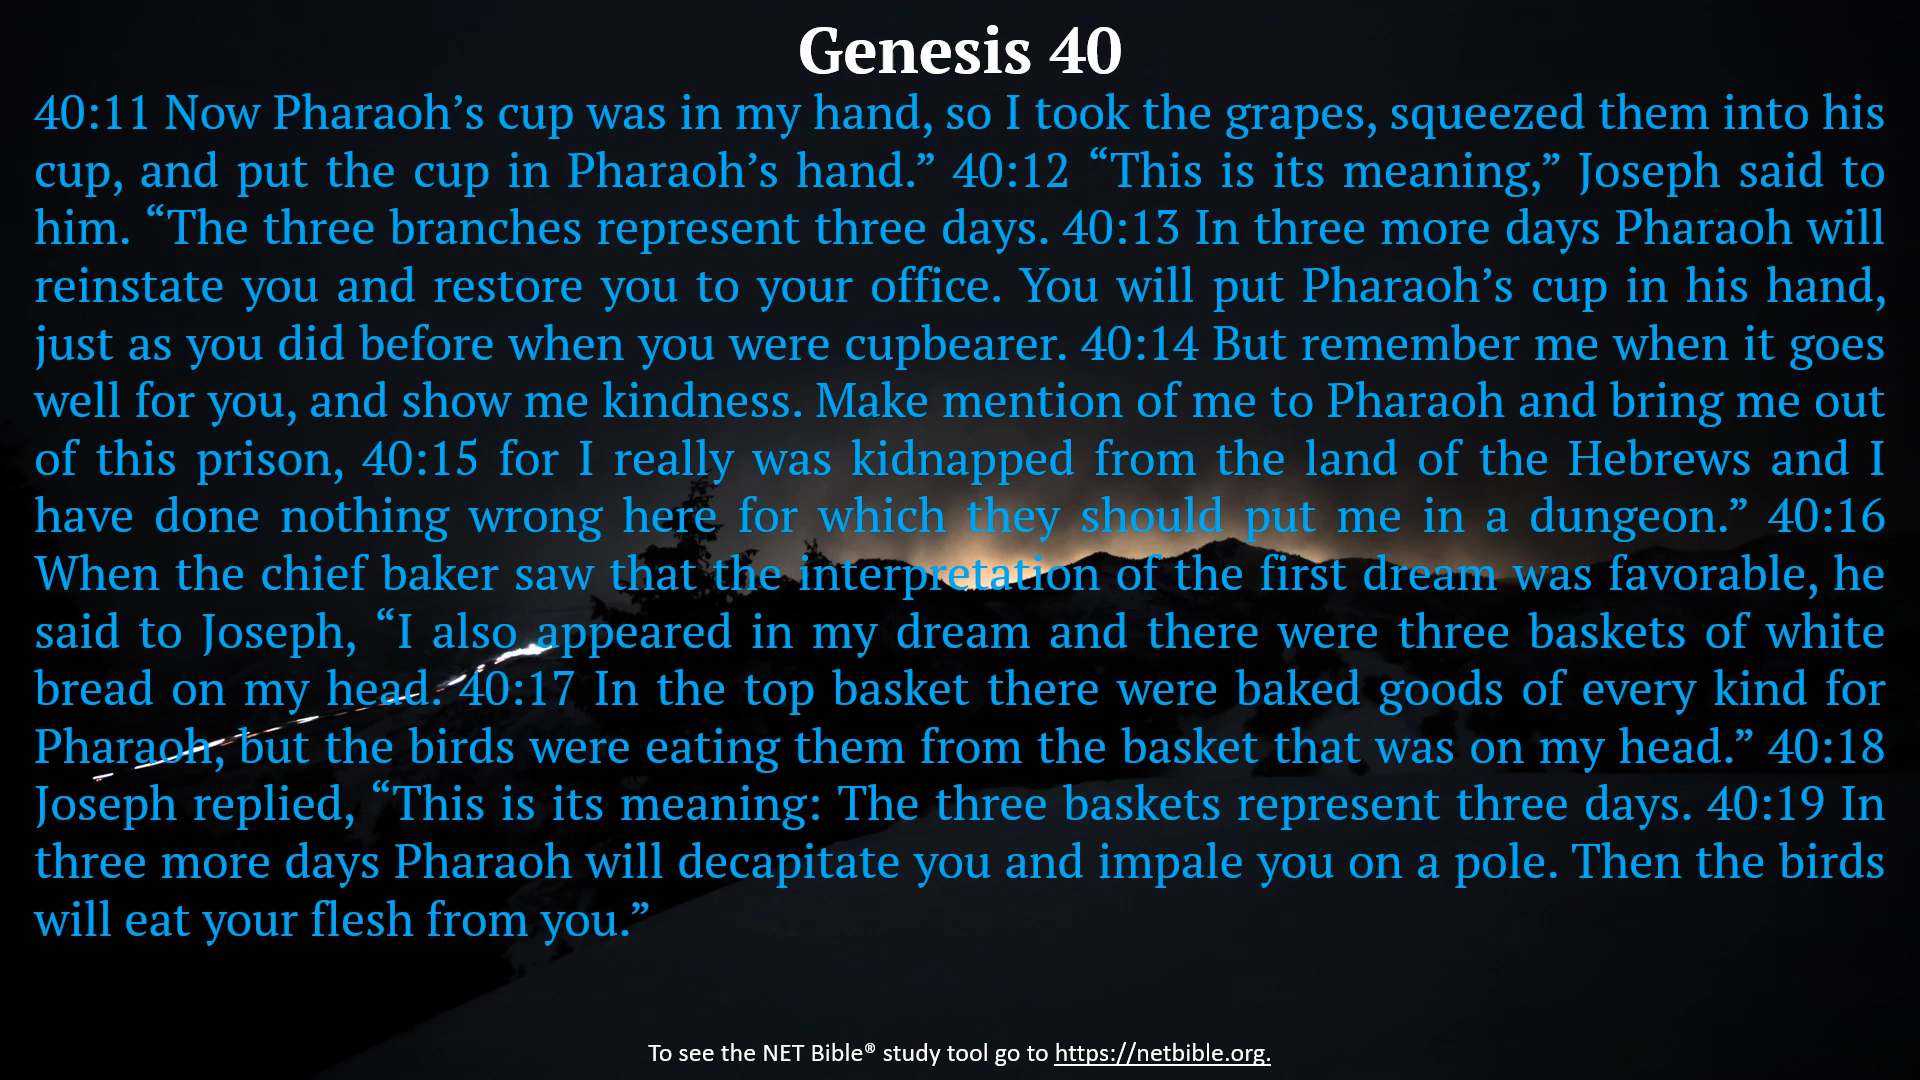 Genesis 40
40:11 Now Pharaoh’s cup was in my hand, so I took the grapes, squeezed them into his
cup, and put the cup in Pharaoh’s hand.” 40:12 “This is its meaning,” Joseph said to
him. “The three branches represent three days. 40:13 In three more days Pharaoh will
reinstate you and restore you to your office. You will put Pharaoh’s cup in his hand,
just as you did before when you were cupbearer. 40:14 But remember me when it goes
well for you, and show me kindness. Make mention of me to Pharaoh and bring me out
of this prison, 40:15 for I really was kidnapped from the land of the Hebrews and I
have done nothing wrong here for which they should put me in a dungeon.” 40:16
When the chief baker saw that the interpretation of the first dream was favorable, he
said to Joseph, “I also appeared in my dream and there were three baskets of white
bread on my head. 40:17 In the top basket there were baked goods of every kind for
Pharaoh, but the birds were eating them from the basket that was on my head.” 40:18
Joseph replied, “This is its meaning: The three baskets represent three days. 40:19 In
three more days Pharaoh will decapitate you and impale you on a pole. Then the birds
will eat your flesh from you.”
To see the NET Bible® study tool go to https://netbible.org.